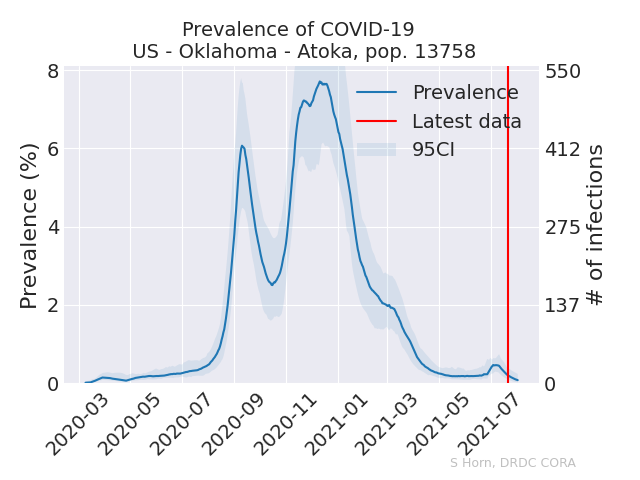 Prevalence of COVID-19
US - Oklahoma - Atoka, pop. 13758
Prevalence (%)
8
6
4
2
0
Prevalence
Latest data
95CI
550
412
275
137
0
# of infections
2020-03
2020-05
2020-07
2020-09
2020-11
2021-01
2021-03
2021-05
2021-07
S Horn, DRDC CORA